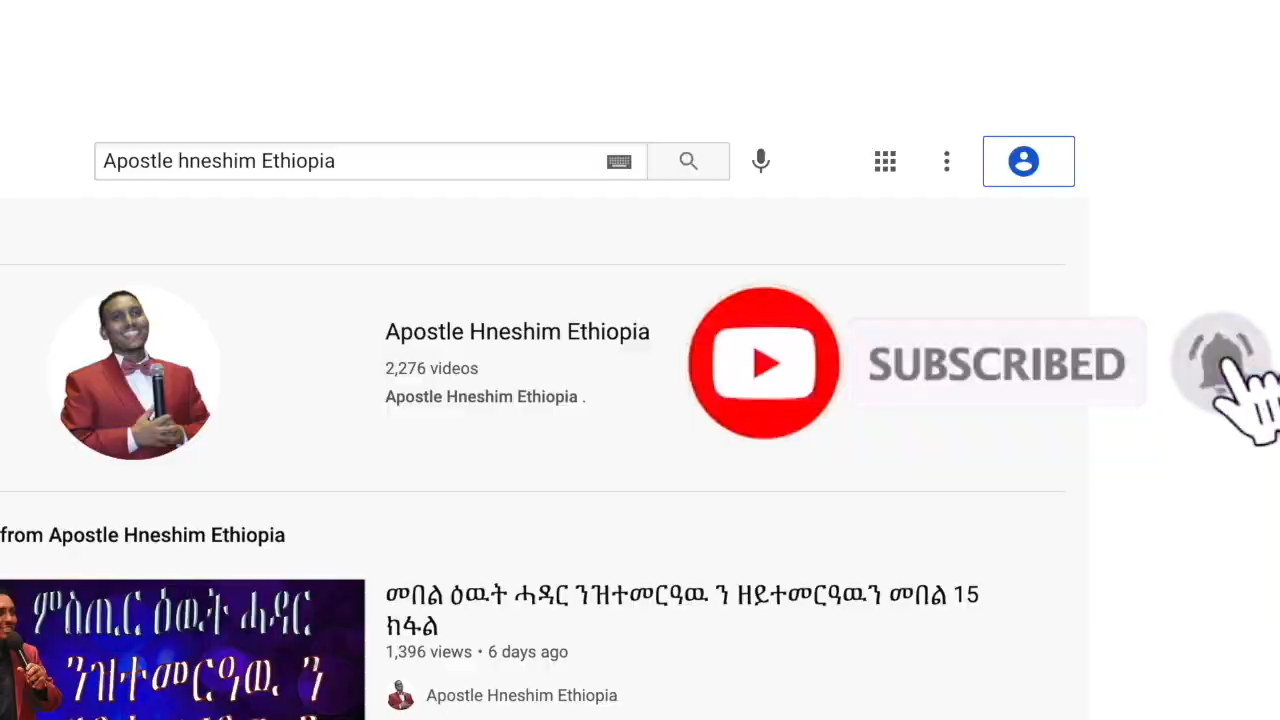 Apostle hneshim Ethiopia
Apostle Hneshim Ethiopia
2,276 videos
Apostle Hneshim Ethiopia .
SUBSCRIBED
from Apostle Hneshim Ethiopia
መበል ዕዉት ሓዳር ንዝተመርዓዉ ን ዘይተመርዓዉን መበል 15
ክፋል
1,396 views • 6 days ago
Apostle Hneshim Ethiopia
ምስጢር ዕዉት ሓዳር
ንዝተመርዓዉ ን